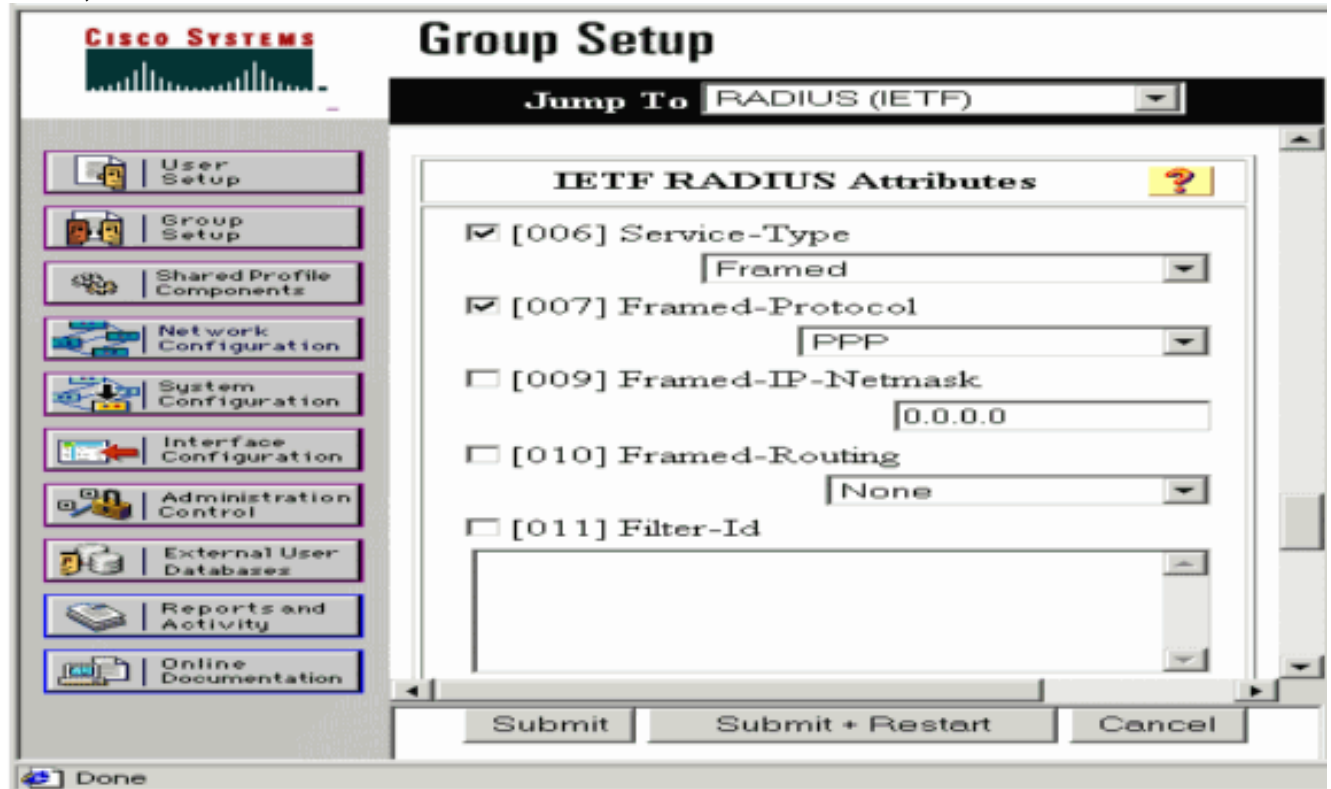 CISCO SYSTEMS
Group Setup
Jump To RADIUS (IETF)
User
Setup
Group
Setup
Shared Profile
Components
Network
Configuration
System
Configuration
Interface
Configuration
Administration
Control
External User
Databases
Reports and
Activity
Online
Documentation
IETF RADIUS Attributes ?
[006] Service-Type
Framed
[007] Framed-Protocol
PPP
[009] Framed-IP-Netmask
0.0.0.0
[010] Framed-Routing
None
[011] Filter-Id
Submit Submit + Restart Cancel
Done